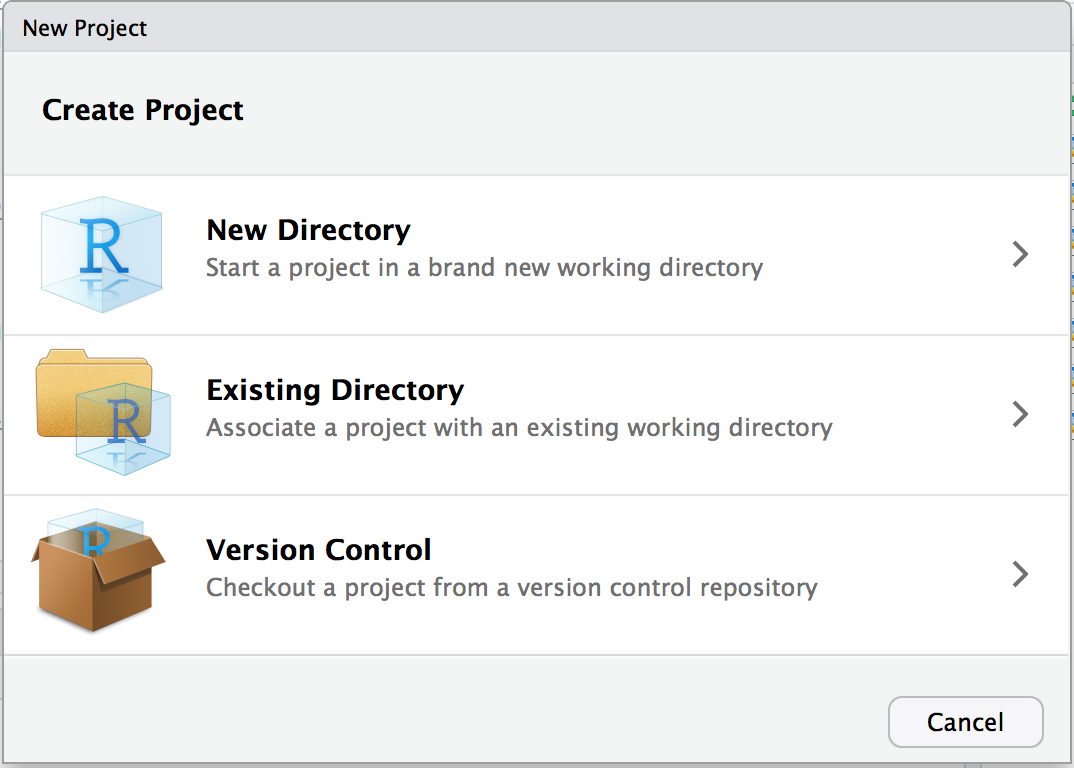 New Project
Create Project
R
New Directory
Start a project in a brand new working directory
R
Existing Directory
Associate a project with an existing working directory
R
Version Control
Checkout a project from a version control repository
Cancel